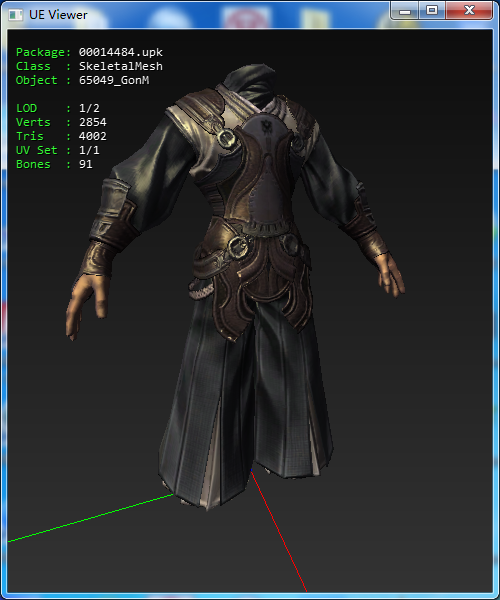 UE Viewer
Package: 00014484.upk
Class : SkeletalMesh
Object : 65049_GonM
LOD : 1/2
Verts : 2854
Tris : 4002
UV Set : 1/1
Bones : 91